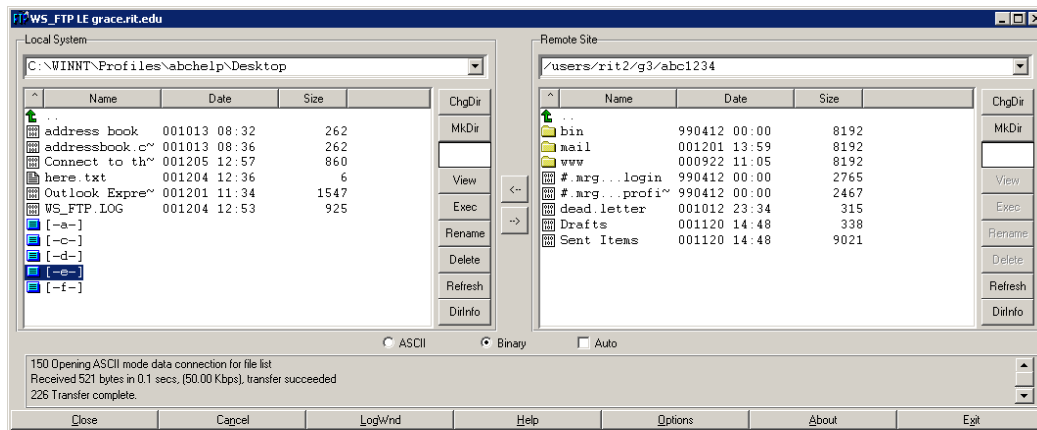 WS_FTP LE grace.rit.edu
Local System
C:\WINNT\Profiles\abchelp\Desktop
^ Name Date Size
..
address book 001013 08:32 262
addressbook.c~ 001013 08:36 262
Connect to th~ 001205 12:57 860
here.txt 001204 12:36 6
Outlook Expre~ 001201 11:34 1547
WS_FTP.LOG 001204 12:53 925
[-a-]
[-c-]
[-d-]
[-e-]
[-f-]
ChgDir
MkDir
View
Exec
Rename
Delete
Refresh
DirInfo
<--
-->
Remote Site
/users/rit2/g3/abc1234
^ Name Date Size
..
bin 990412 00:00 8192
mail 001201 13:59 8192
www 000922 11:05 8192
#.mrg...login 990412 00:00 2765
#.mrg...profi~ 990412 00:00 2467
dead.letter 001012 23:34 315
Drafts 001120 14:48 338
Sent Items 001120 14:48 9021
ChgDir
MkDir
View
Exec
Rename
Delete
Refresh
DirInfo
ASCII Binary Auto
150 Opening ASCII mode data connection for file list
Received 521 bytes in 0.1 secs, (50.00 Kbps), transfer succeeded
226 Transfer complete.
Close Cancel LogWnd Help Options About Exit